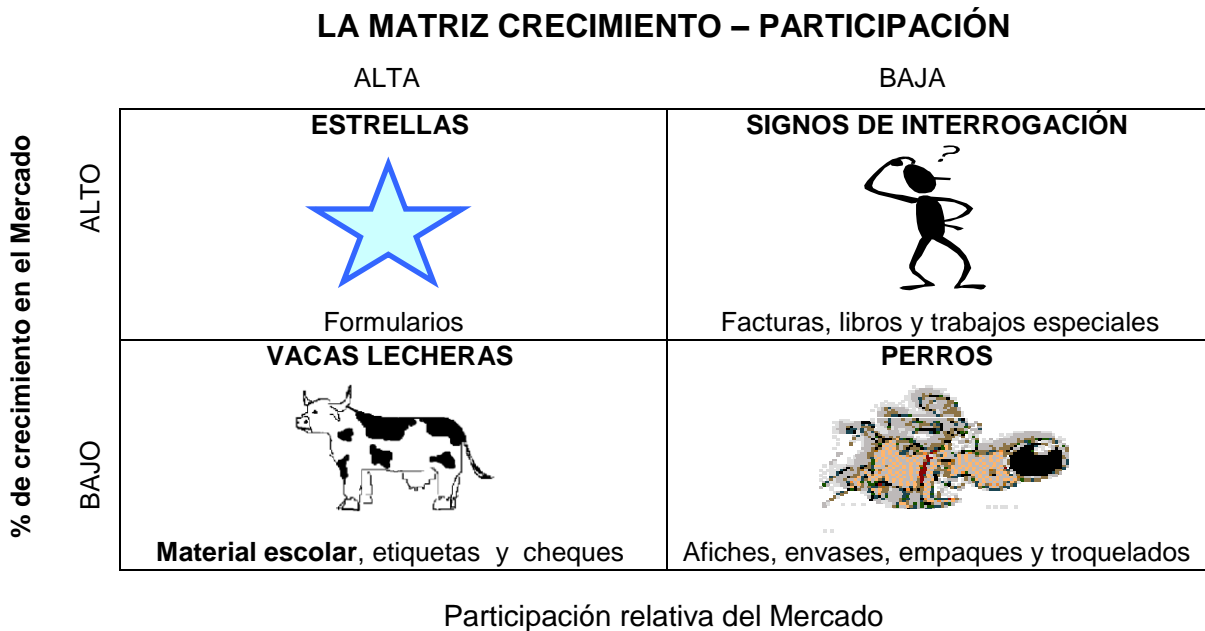 LA MATRIZ CRECIMIENTO – PARTICIPACIÓN
ALTA
BAJA
% de crecimiento en el Mercado
ALTO
ESTRELLAS
Formularios
SIGNOS DE INTERROGACIÓN
?
Facturas, libros y trabajos especiales
BAJO
VACAS LECHERAS
Material escolar, etiquetas y cheques
PERROS
Afiches, envases, empaques y troquelados
Participación relativa del Mercado